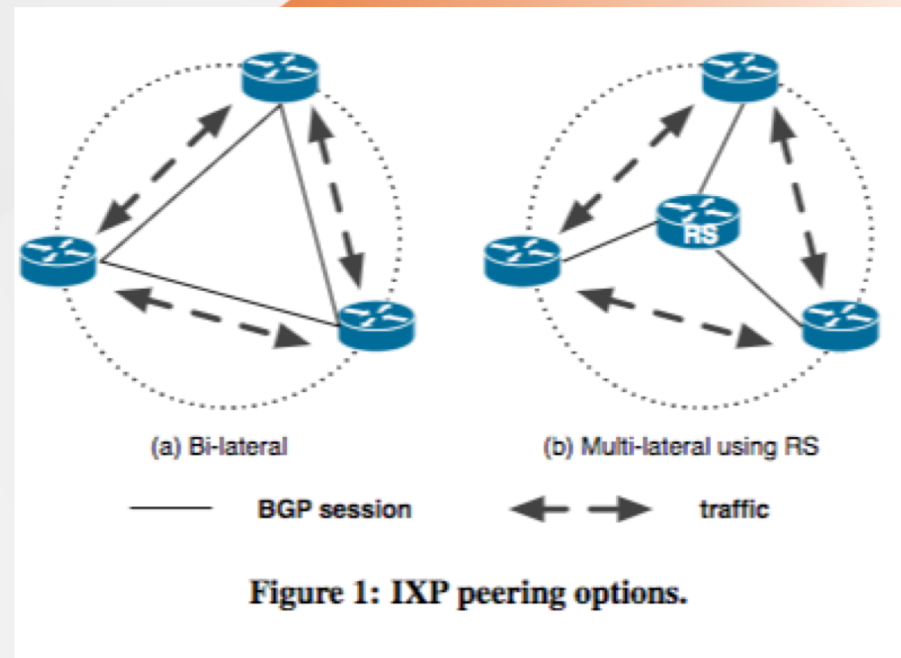 RS
(a) Bi-lateral
(b) Multi-lateral using RS
BGP session
traffic
Figure 1: IXP peering options.